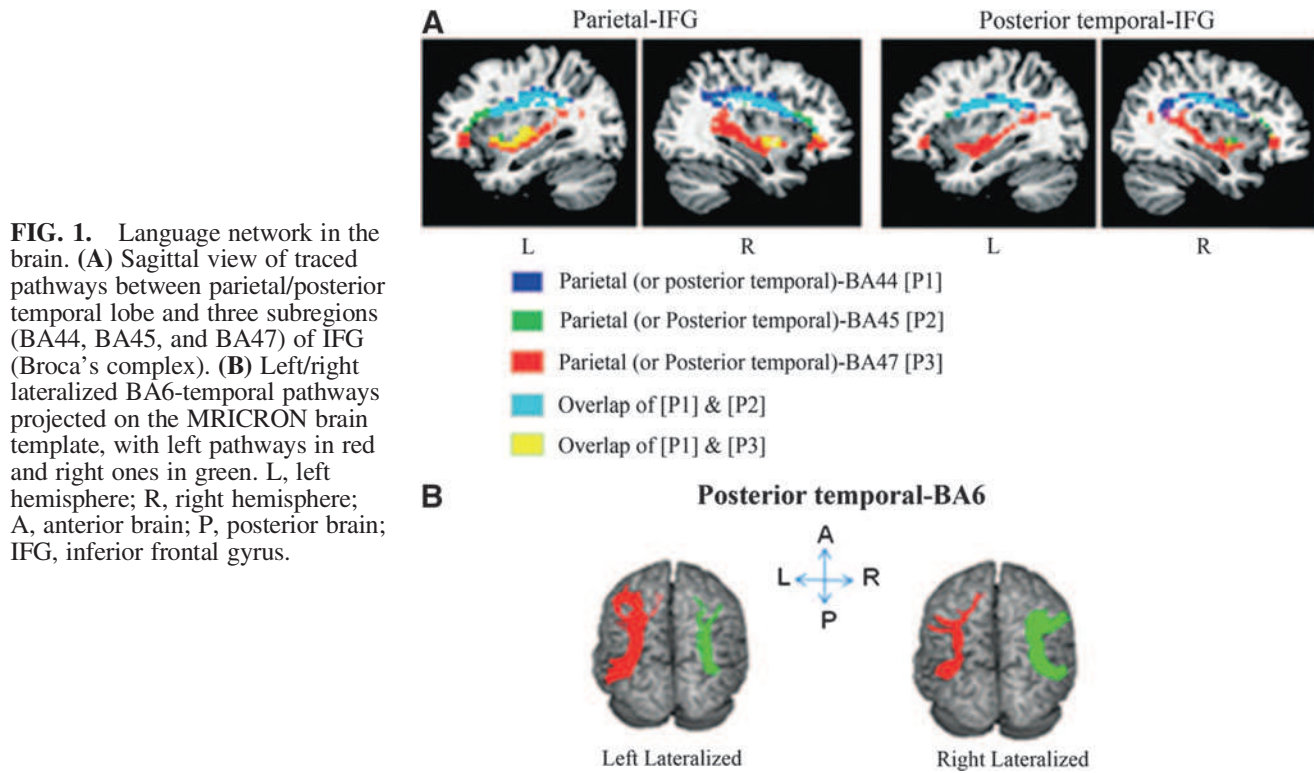 A
Parietal-IFG
Posterior temporal-IFG
L
R
L
R
Parietal (or posterior temporal)-BA44 [P1]
Parietal (or Posterior temporal)-BA45 [P2]
Parietal (or Posterior temporal)-BA47 [P3]
Overlap of [P1] & [P2]
Overlap of [P1] & [P3]
FIG. 1. Language network in the
brain. (A) Sagittal view of traced
pathways between parietal/posterior
temporal lobe and three subregions
(BA44, BA45, and BA47) of IFG
(Broca's complex). (B) Left/right
lateralized BA6-temporal pathways
projected on the MRICRON brain
template, with left pathways in red
and right ones in green. L, left
hemisphere; R, right hemisphere;
A, anterior brain; P, posterior brain;
IFG, inferior frontal gyrus.
B
Posterior temporal-BA6
A
L
R
P
Left Lateralized
Right Lateralized